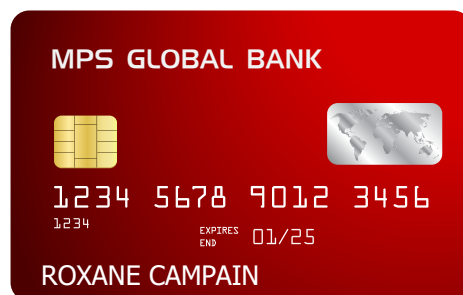 MPS GLOBAL BANK
1234 5678 9012 3456
1234
EXPIRES
END 01/25
ROXANE CAMPAIN